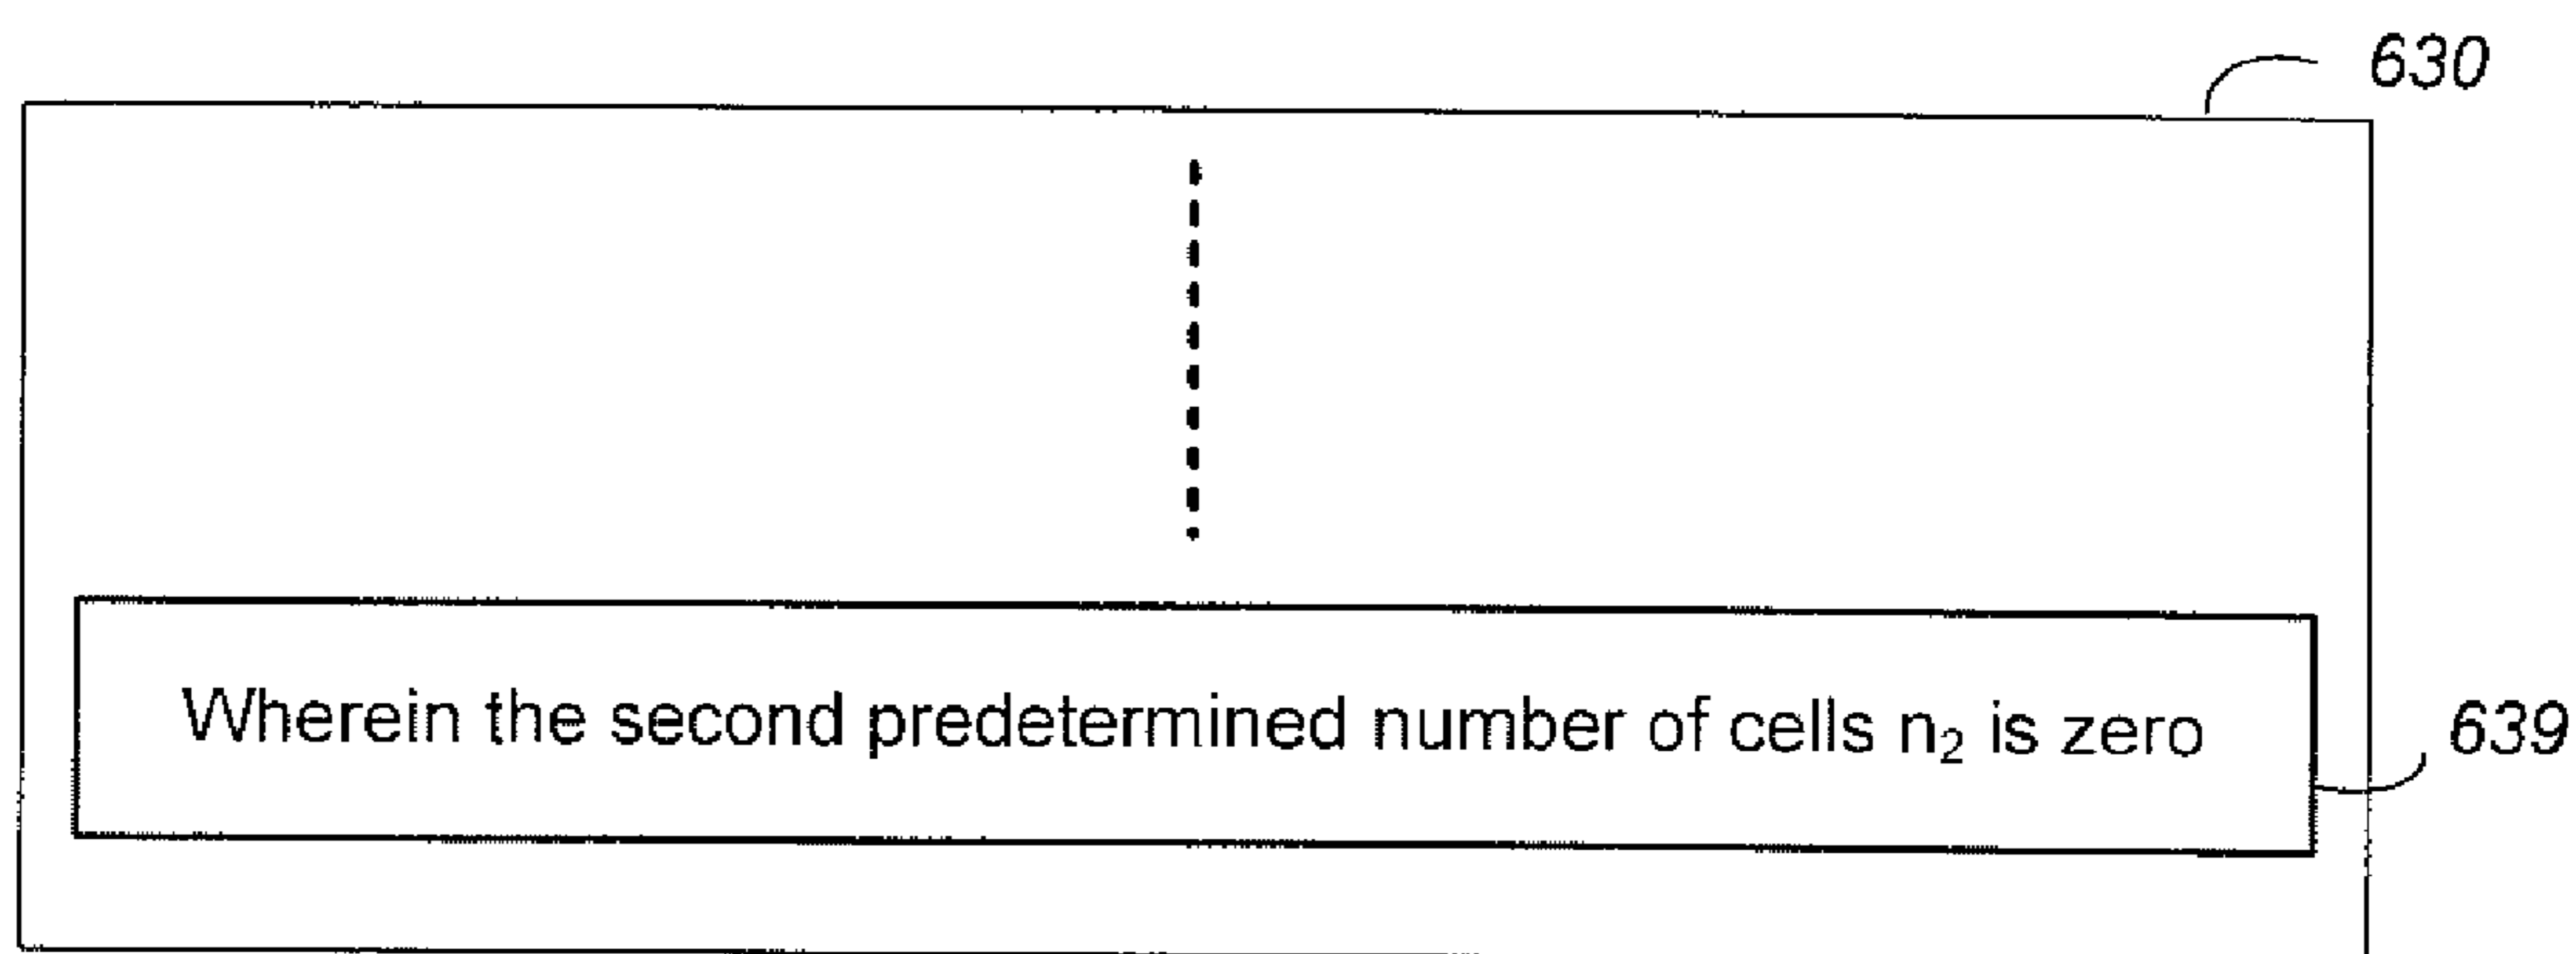 630
Wherein the second predetermined number of cells n₂ is zero
639